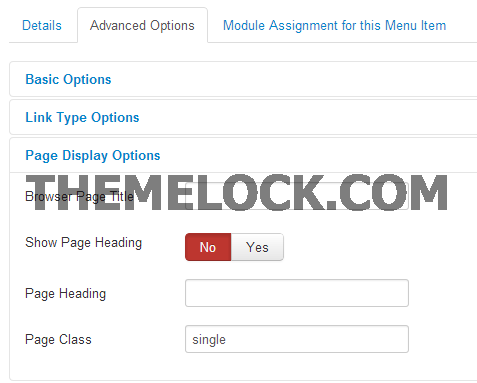 Details Advanced Options Module Assignment for this Menu Item
Basic Options
Link Type Options
Page Display Options
THEMELOCK.COM
Browser Page Title
Show Page Heading No Yes
Page Heading
Page Class single